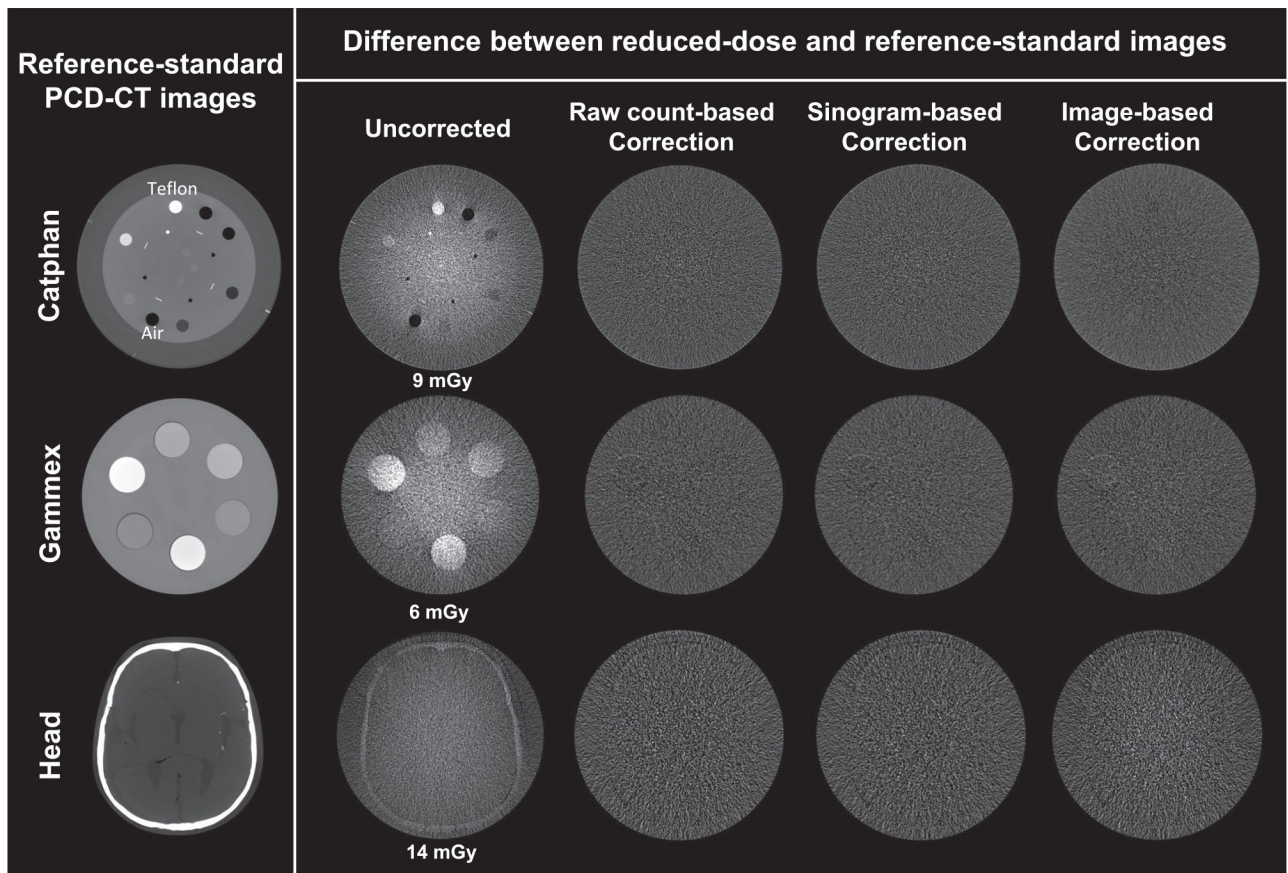 Reference-standard
PCD-CT images
Difference between reduced-dose and reference-standard images
Uncorrected
Raw count-based
Correction
Sinogram-based
Correction
Image-based
Correction
Catphan
Teflon
Air
9 mGy
Gammex
6 mGy
Head
14 mGy